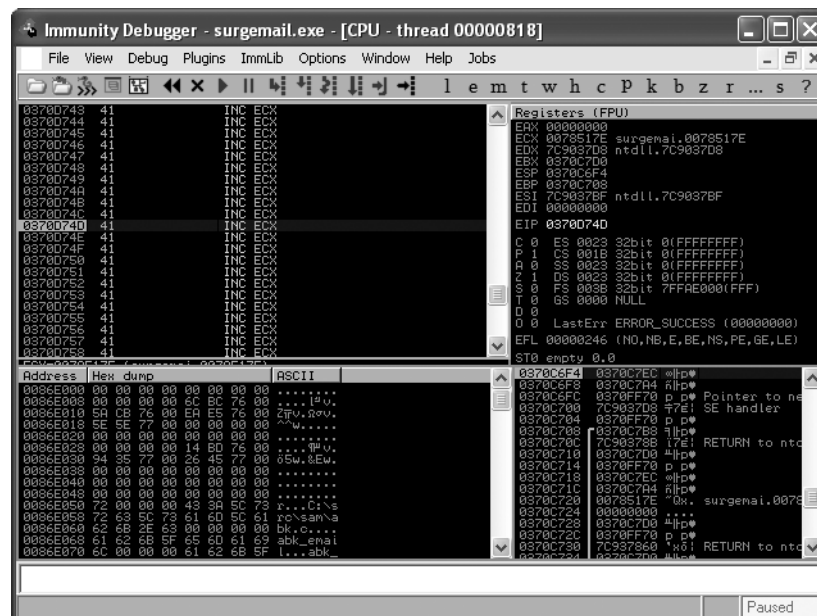 Immunity Debugger - surgemail.exe - [CPU - thread 00000818]
File View Debug Plugins ImmLib Options Window Help Jobs
l e m t w h c P k b z r ... s ?
0370D743 41 INC ECX
0370D744 41 INC ECX
0370D745 41 INC ECX
0370D746 41 INC ECX
0370D747 41 INC ECX
0370D748 41 INC ECX
0370D749 41 INC ECX
0370D74A 41 INC ECX
0370D74B 41 INC ECX
0370D74C 41 INC ECX
0370D74D 41 INC ECX
0370D74E 41 INC ECX
0370D74F 41 INC ECX
0370D750 41 INC ECX
0370D751 41 INC ECX
0370D752 41 INC ECX
0370D753 41 INC ECX
0370D754 41 INC ECX
0370D755 41 INC ECX
0370D756 41 INC ECX
0370D757 41 INC ECX
0370D758 41 INC ECX
Registers (FPU)
EAX 00000000
ECX 0078517E surgemai.0078517E
EDX 7C9037D8 ntdll.7C9037D8
EBX 0370C7D0
ESP 0370C6F4
EBP 0370C708
ESI 7C9037BF ntdll.7C9037BF
EDI 00000000
EIP 0370D74D
C 0 ES 0023 32bit 0(FFFFFFFF)
P 1 CS 001B 32bit 0(FFFFFFFF)
A 0 SS 0023 32bit 0(FFFFFFFF)
Z 1 DS 0023 32bit 0(FFFFFFFF)
S 0 FS 003B 32bit 7FFAE000(FFF)
T 0 GS 0000 NULL
D 0
O 0 LastErr ERROR_SUCCESS (00000000)
EFL 00000246 (NO,NB,E,BE,NS,PE,GE,LE)
ST0 empty 0.0
Address Hex dump ASCII
0086E000 00 00 00 00 00 00 00 00 ........
0086E008 00 00 00 00 6C BC 76 00
0086E010 5A CB 76 00 EA E5 76 00
0086E018 5E 5E 77 00 00 00 00 00 ^^w.....
0086E020 00 00 00 00 00 00 00 00 ........
0086E028 00 00 00 00 14 BD 76 00
0086E030 94 35 77 00 26 45 77 00 ö5w.&Ew.
0086E038 00 00 00 00 00 00 00 00 ........
0086E040 00 00 00 00 00 00 00 00 ........
0086E048 00 00 00 00 00 00 00 00 ........
0086E050 72 00 00 00 43 3A 5C 73 r...C:\s
0086E058 72 63 5C 73 61 6D 5C 61 rc\sam\a
0086E060 62 6B 2E 63 00 00 00 00 bk.c....
0086E068 61 62 6B 5F 65 6D 61 69 abk_emai
0086E070 6C 00 00 00 61 62 6B 5F l...abk_
0370C6F4 0370C7EC
0370C6F8 0370C7A4
0370C6FC 0370FF70 Pointer to ne
0370C700 7C9037D8 SE handler
0370C704 0370FF70
0370C708 0370C7B8
0370C70C 7C90378B RETURN to ntd
0370C710 0370C7D0
0370C714 0370FF70
0370C718 0370C7EC
0370C71C 0370C7A4
0370C720 0078517E surgemai.0078
0370C724 00000000 ....
0370C728 0370C7D0
0370C72C 0370FF70
0370C730 7C937860 RETURN to ntd
Paused